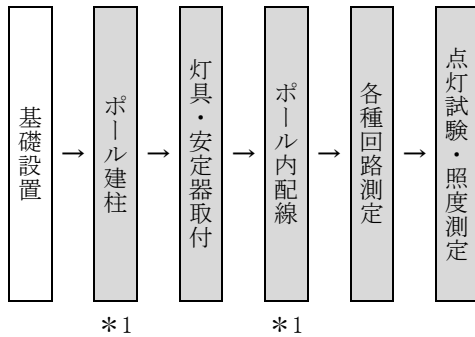 基礎設置
→
ポール建柱
→
灯具・安定器取付
→
ポール内配線
→
各種回路測定
→
点灯試験・照度測定
＊1
＊1